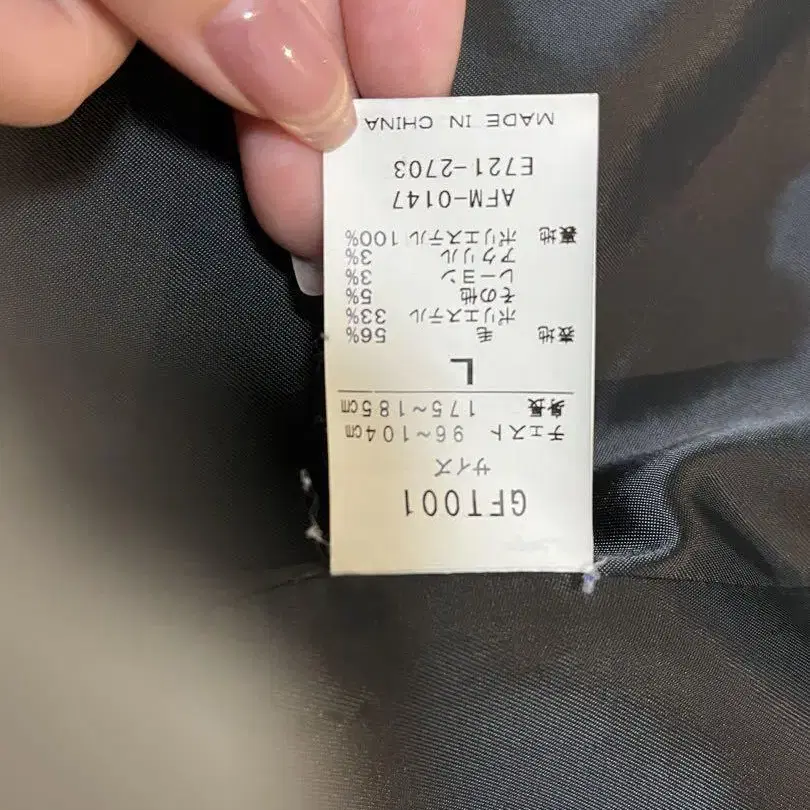 GFT001
サイズ
チェスト 96~104cm
身長 175~185cm
L
表地 毛 56%
ポリエステル 33%
その他 5%
レーヨン 3%
アクリル 3%
裏地 ポリエステル 100%
AFM-0147
E721-2703
MADE IN CHINA